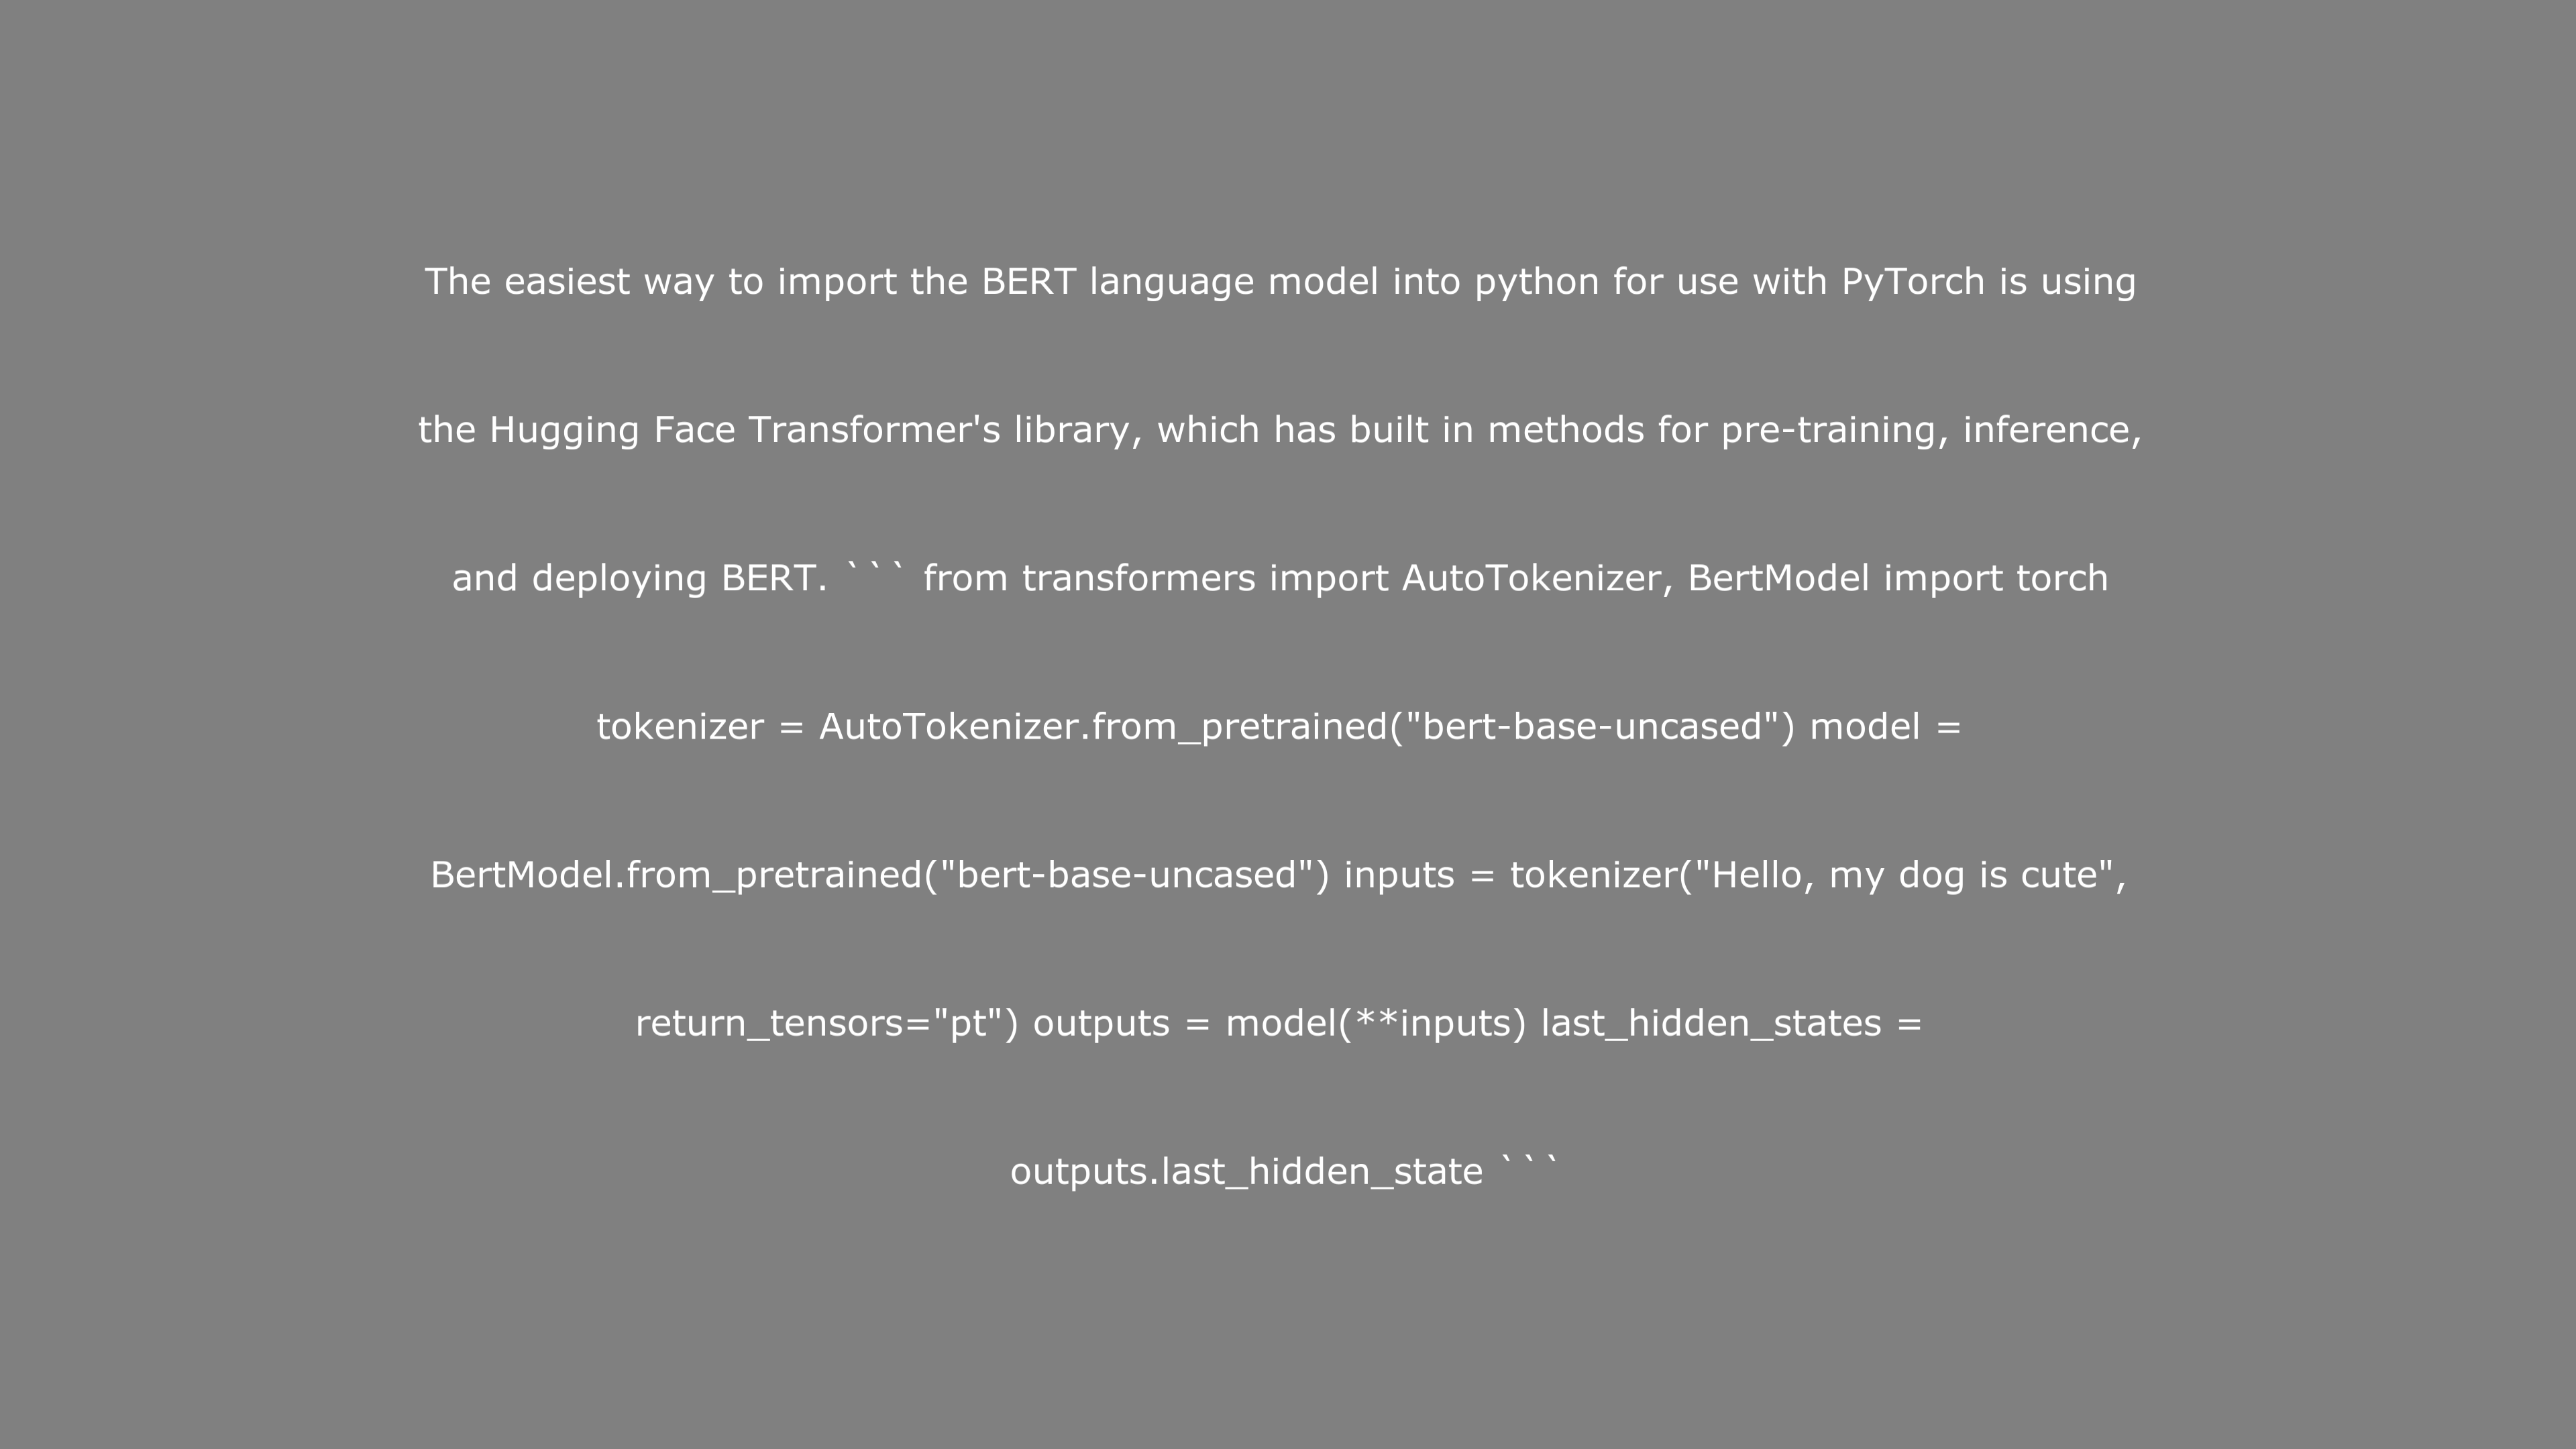 The easiest way to import the BERT language model into python for use with PyTorch is using
the Hugging Face Transformer's library, which has built in methods for pre-training, inference,
and deploying BERT. ``` from transformers import AutoTokenizer, BertModel import torch
tokenizer = AutoTokenizer.from_pretrained("bert-base-uncased") model =
BertModel.from_pretrained("bert-base-uncased") inputs = tokenizer("Hello, my dog is cute",
return_tensors="pt") outputs = model(**inputs) last_hidden_states =
outputs.last_hidden_state ```